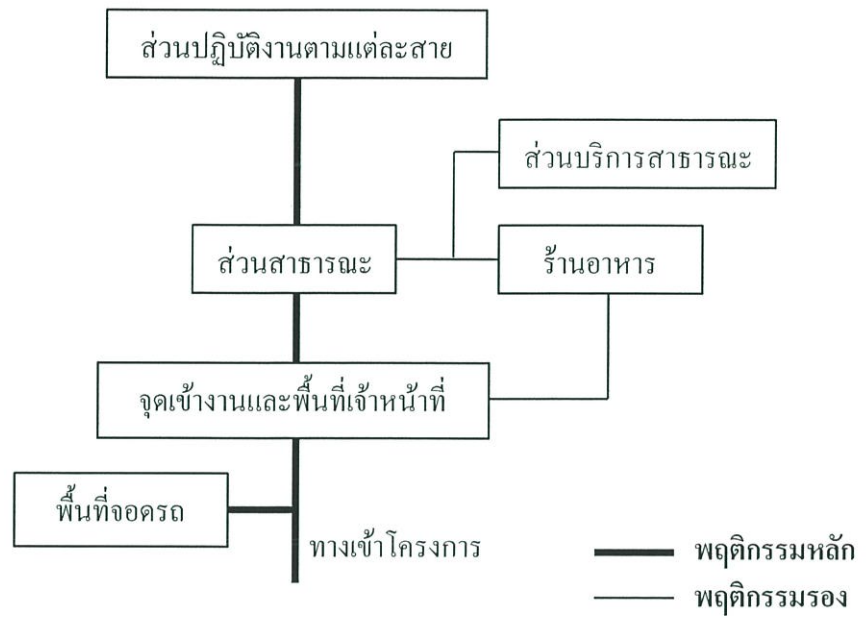 ส่วนปฏิบัติงานตามแต่ละสาย
ส่วนบริการสาธารณะ
ส่วนสาธารณะ
ร้านอาหาร
จุดเข้างานและพื้นที่เจ้าหน้าที่
พื้นที่จอดรถ
ทางเข้าโครงการ
พฤติกรรมหลัก
พฤติกรรมรอง